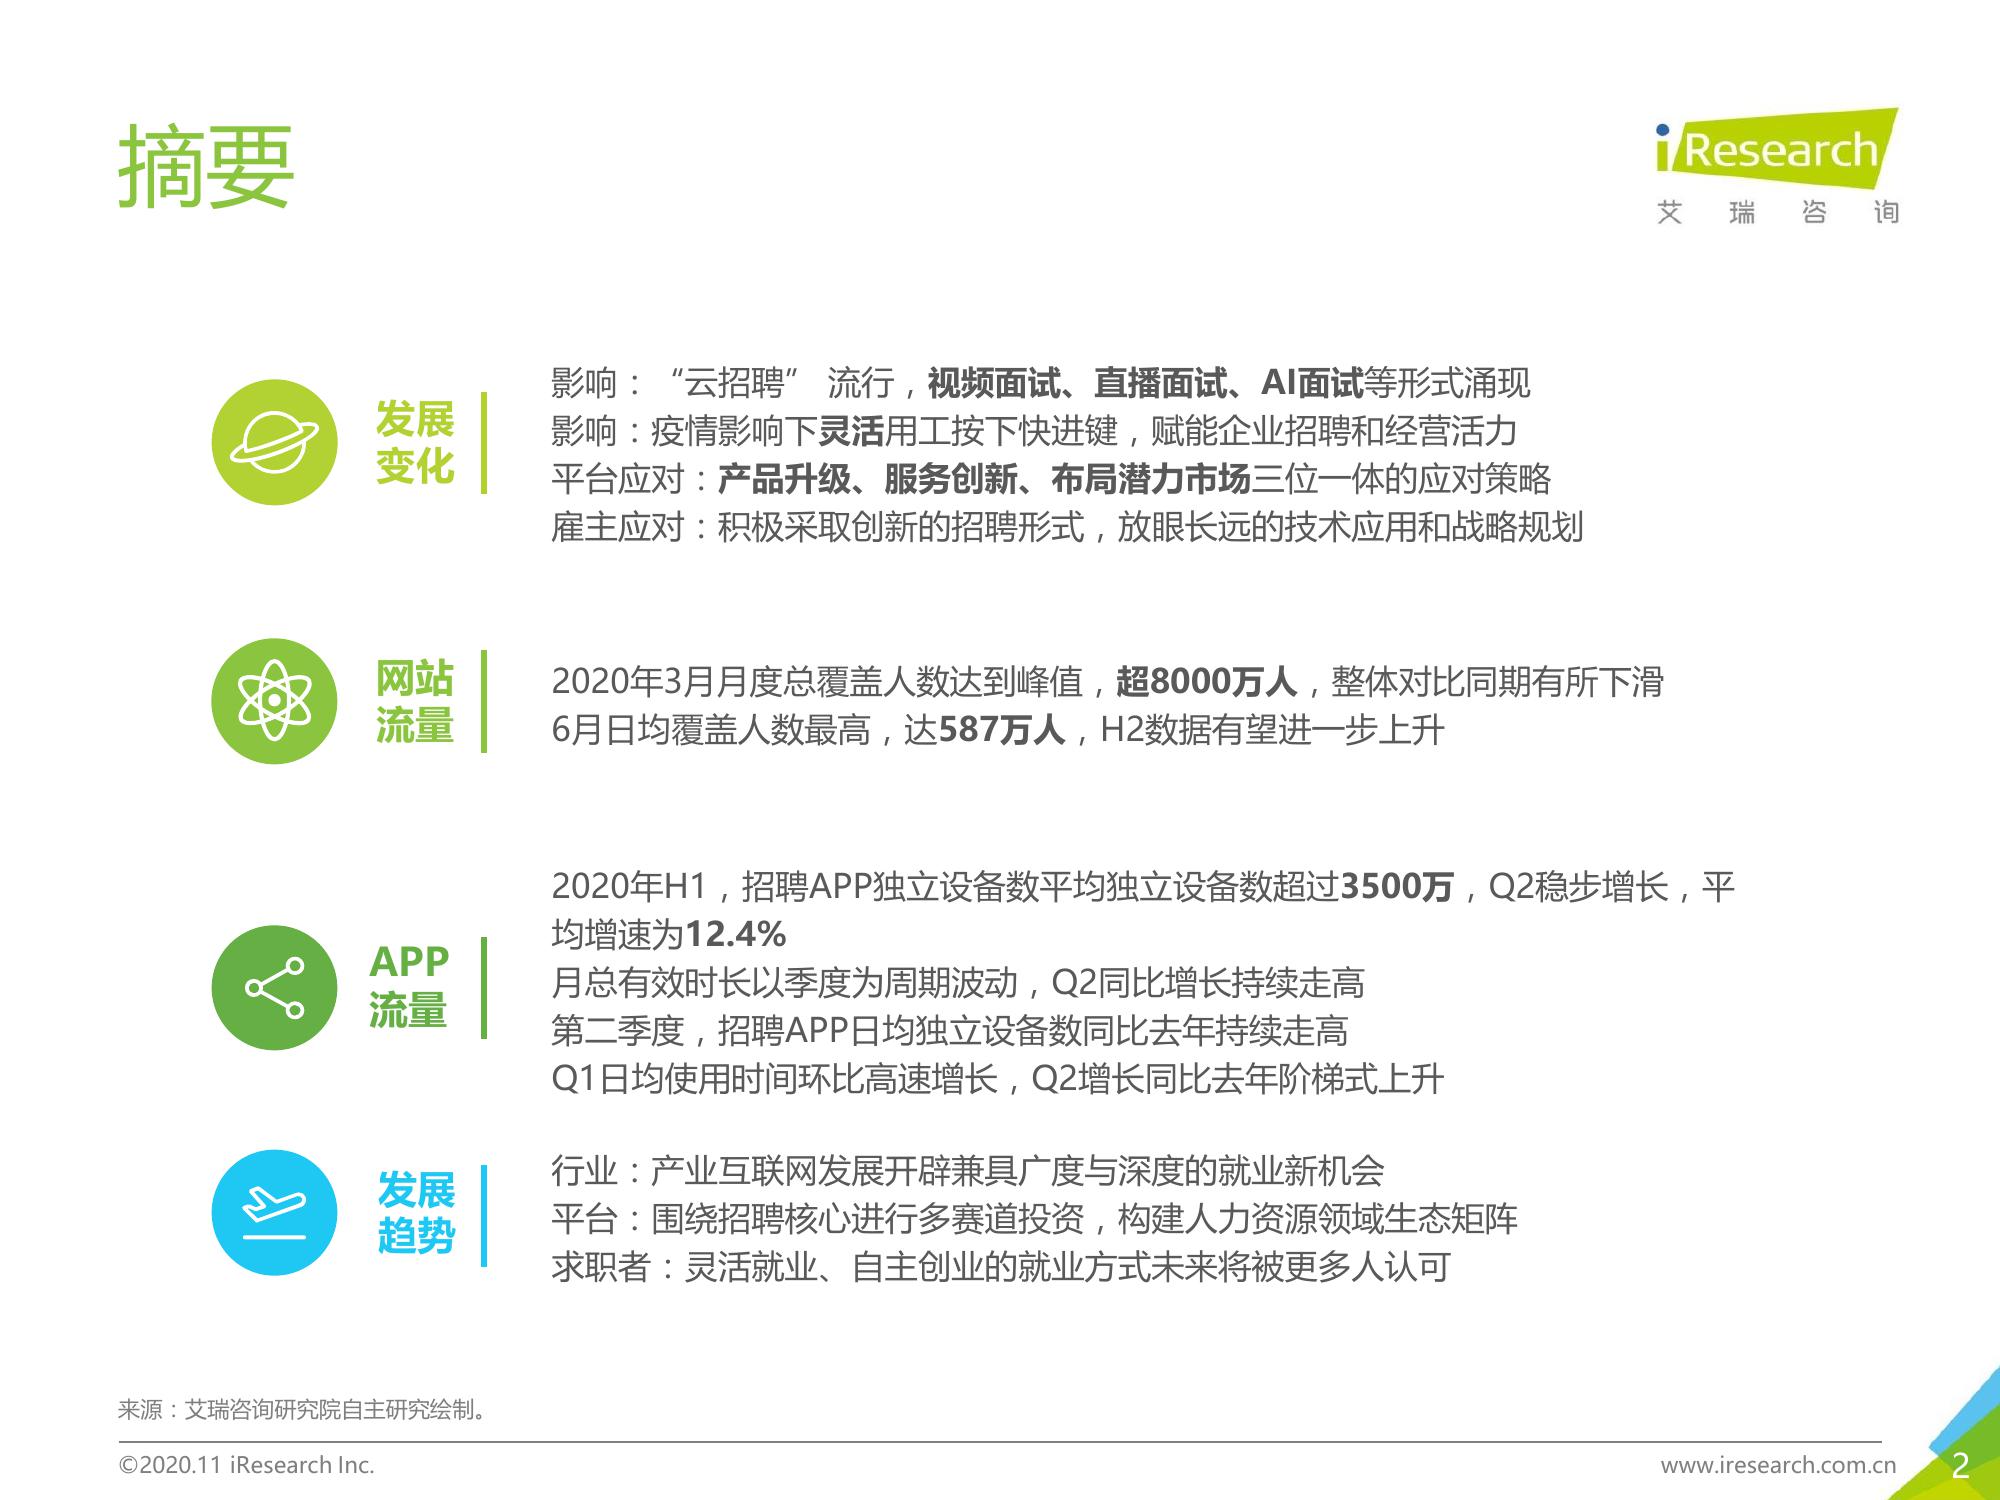 摘要
iResearch
艾瑞咨询
发展
变化
影响：“云招聘” 流行，视频面试、直播面试、AI面试等形式涌现
影响：疫情影响下灵活用工按下快进键，赋能企业招聘和经营活力
平台应对：产品升级、服务创新、布局潜力市场三位一体的应对策略
雇主应对：积极采取创新的招聘形式，放眼长远的技术应用和战略规划
网站
流量
2020年3月月度总覆盖人数达到峰值，超8000万人，整体对比同期有所下滑
6月日均覆盖人数最高，达587万人，H2数据有望进一步上升
APP
流量
2020年H1，招聘APP独立设备数平均独立设备数超过3500万，Q2稳步增长，平
均增速为12.4%
月总有效时长以季度为周期波动，Q2同比增长持续走高
第二季度，招聘APP日均独立设备数同比去年持续走高
Q1日均使用时间环比高速增长，Q2增长同比去年阶梯式上升
发展
趋势
行业：产业互联网发展开辟兼具广度与深度的就业新机会
平台：围绕招聘核心进行多赛道投资，构建人力资源领域生态矩阵
求职者：灵活就业、自主创业的就业方式未来将被更多人认可
来源：艾瑞咨询研究院自主研究绘制。
©2020.11 iResearch Inc.
www.iresearch.com.cn
2